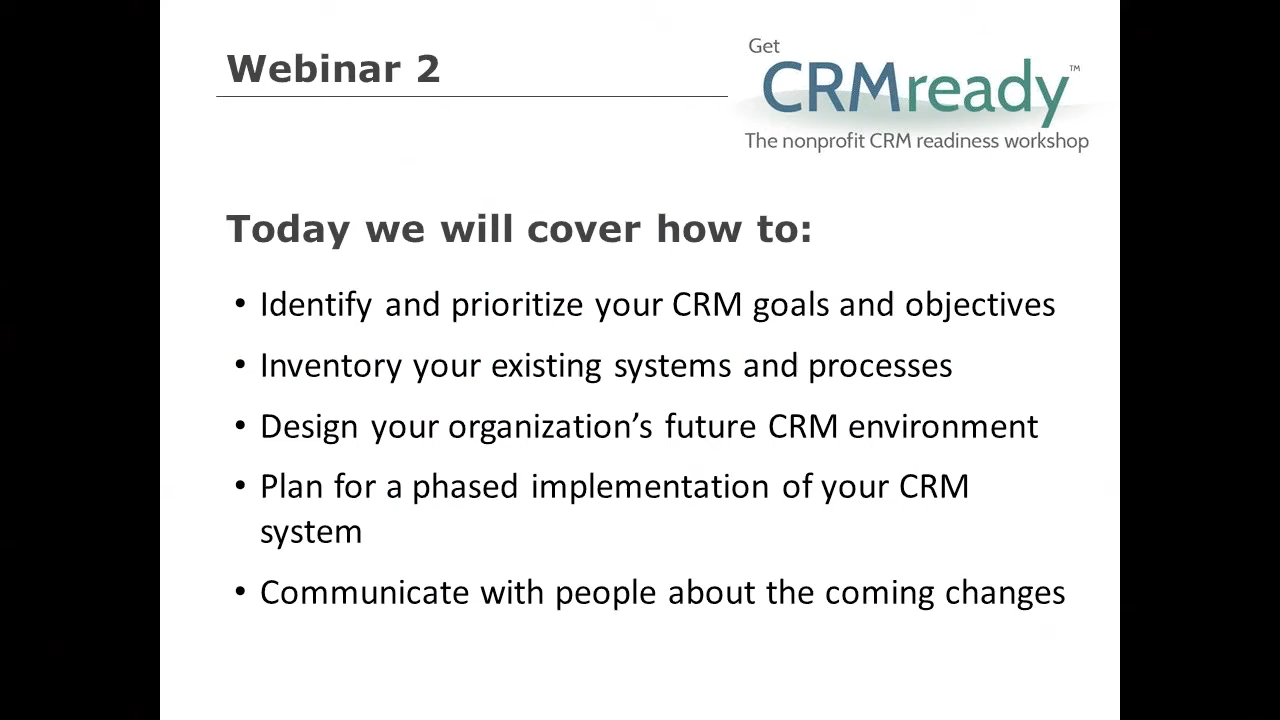 Webinar 2
Get
CRMready™
The nonprofit CRM readiness workshop
Today we will cover how to:
• Identify and prioritize your CRM goals and objectives
• Inventory your existing systems and processes
• Design your organization’s future CRM environment
• Plan for a phased implementation of your CRM
system
• Communicate with people about the coming changes